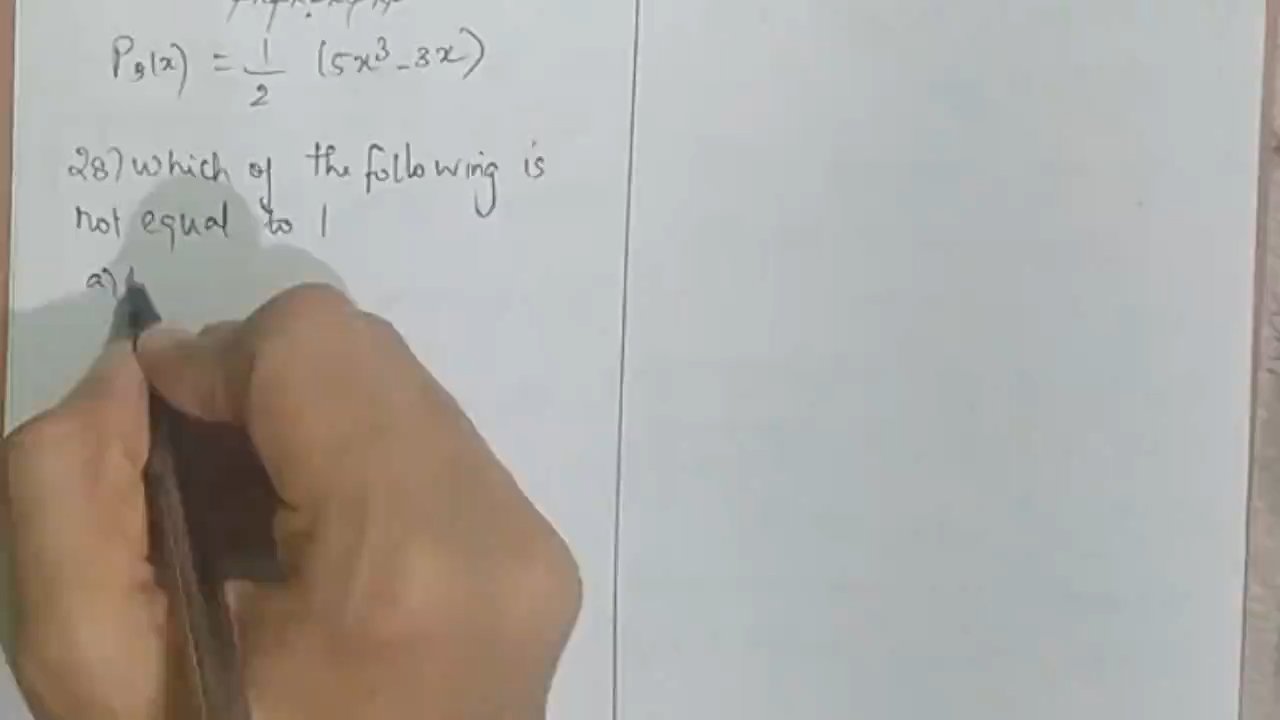 P₃(x) = 1/2 (5x³-3x)
28) which of the following is
not equal to 1
a)